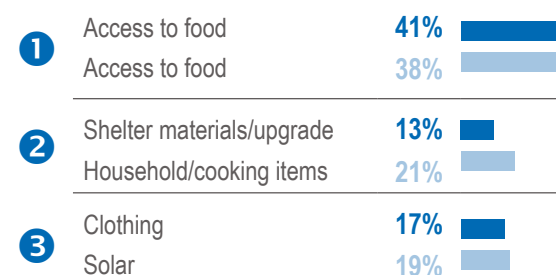 1 Access to food 41%
Access to food 38%
2 Shelter materials/upgrade 13%
Household/cooking items 21%
3 Clothing 17%
Solar 19%